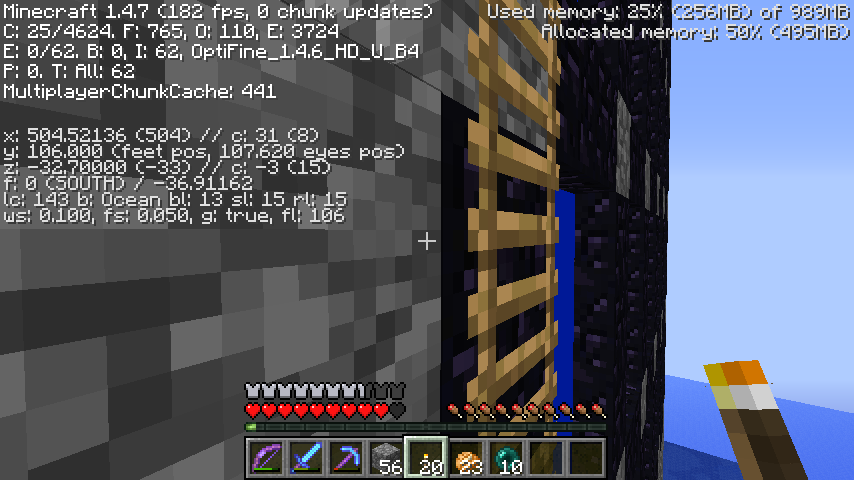 Minecraft 1.4.7 (182 fps, 0 chunk updates)
Used memory: 25% (256MB) of 989MB
C: 25/4624, F: 765, O: 110, E: 3724
Allocated memory: 50% (495MB)
E: 0/62. B: 0, I: 62, OptiFine_1.4.6_HD_U_B4
P: 0. T: All: 62
MultiplayerChunkCache: 441
x: 504.52136 (504) // c: 31 (8)
y: 106.000 (feet pos, 107.620 eyes pos)
z: -32.70000 (-33) // c: -3 (15)
f: 0 (SOUTH) / -36.91162
lc: 143 b: Ocean bl: 13 sl: 15 rl: 15
ws: 0.100, fs: 0.050, g: true, fl: 106
56 20 23 10